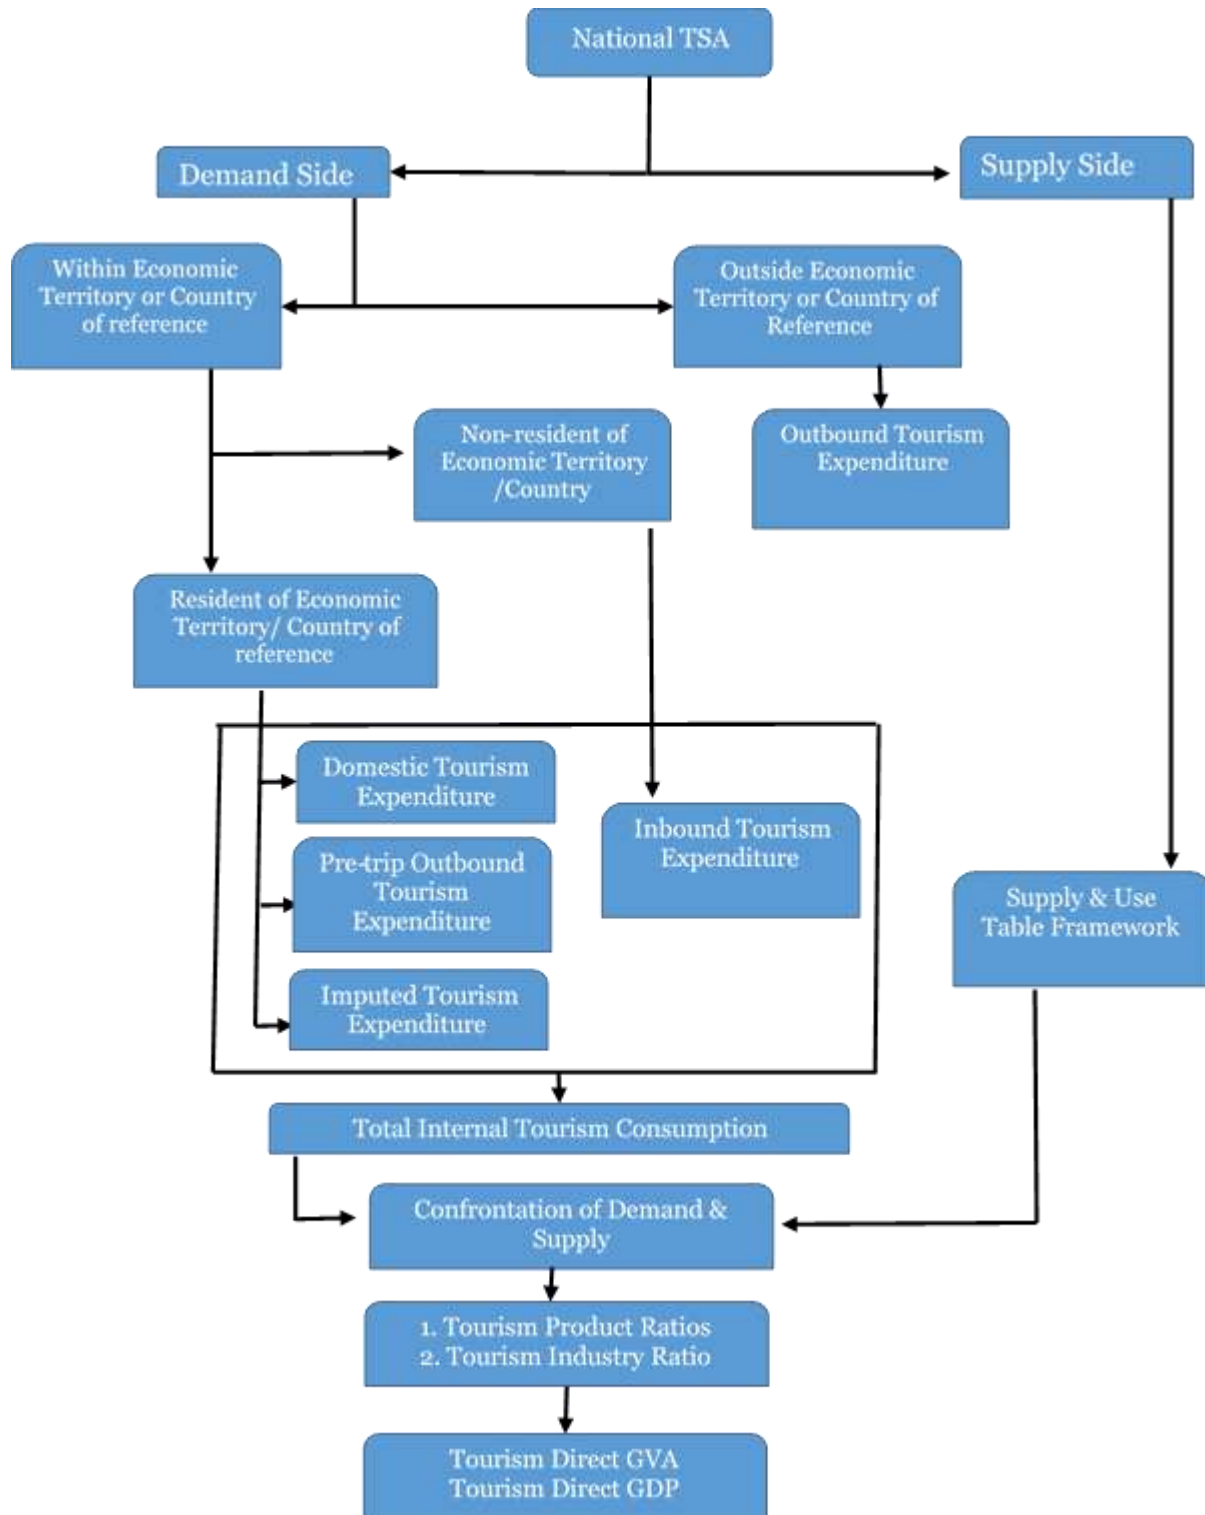 National TSA
Demand Side
Supply Side
Within Economic
Territory or Country
of reference
Outside Economic
Territory or Country of
Reference
Non-resident of
Economic Territory
/Country
Outbound Tourism
Expenditure
Resident of Economic
Territory/ Country of
reference
Domestic Tourism
Expenditure
Inbound Tourism
Expenditure
Pre-trip Outbound
Tourism
Expenditure
Supply & Use
Table Framework
Imputed Tourism
Expenditure
Total Internal Tourism Consumption
Confrontation of Demand &
Supply
1. Tourism Product Ratios
2. Tourism Industry Ratio
Tourism Direct GVA
Tourism Direct GDP